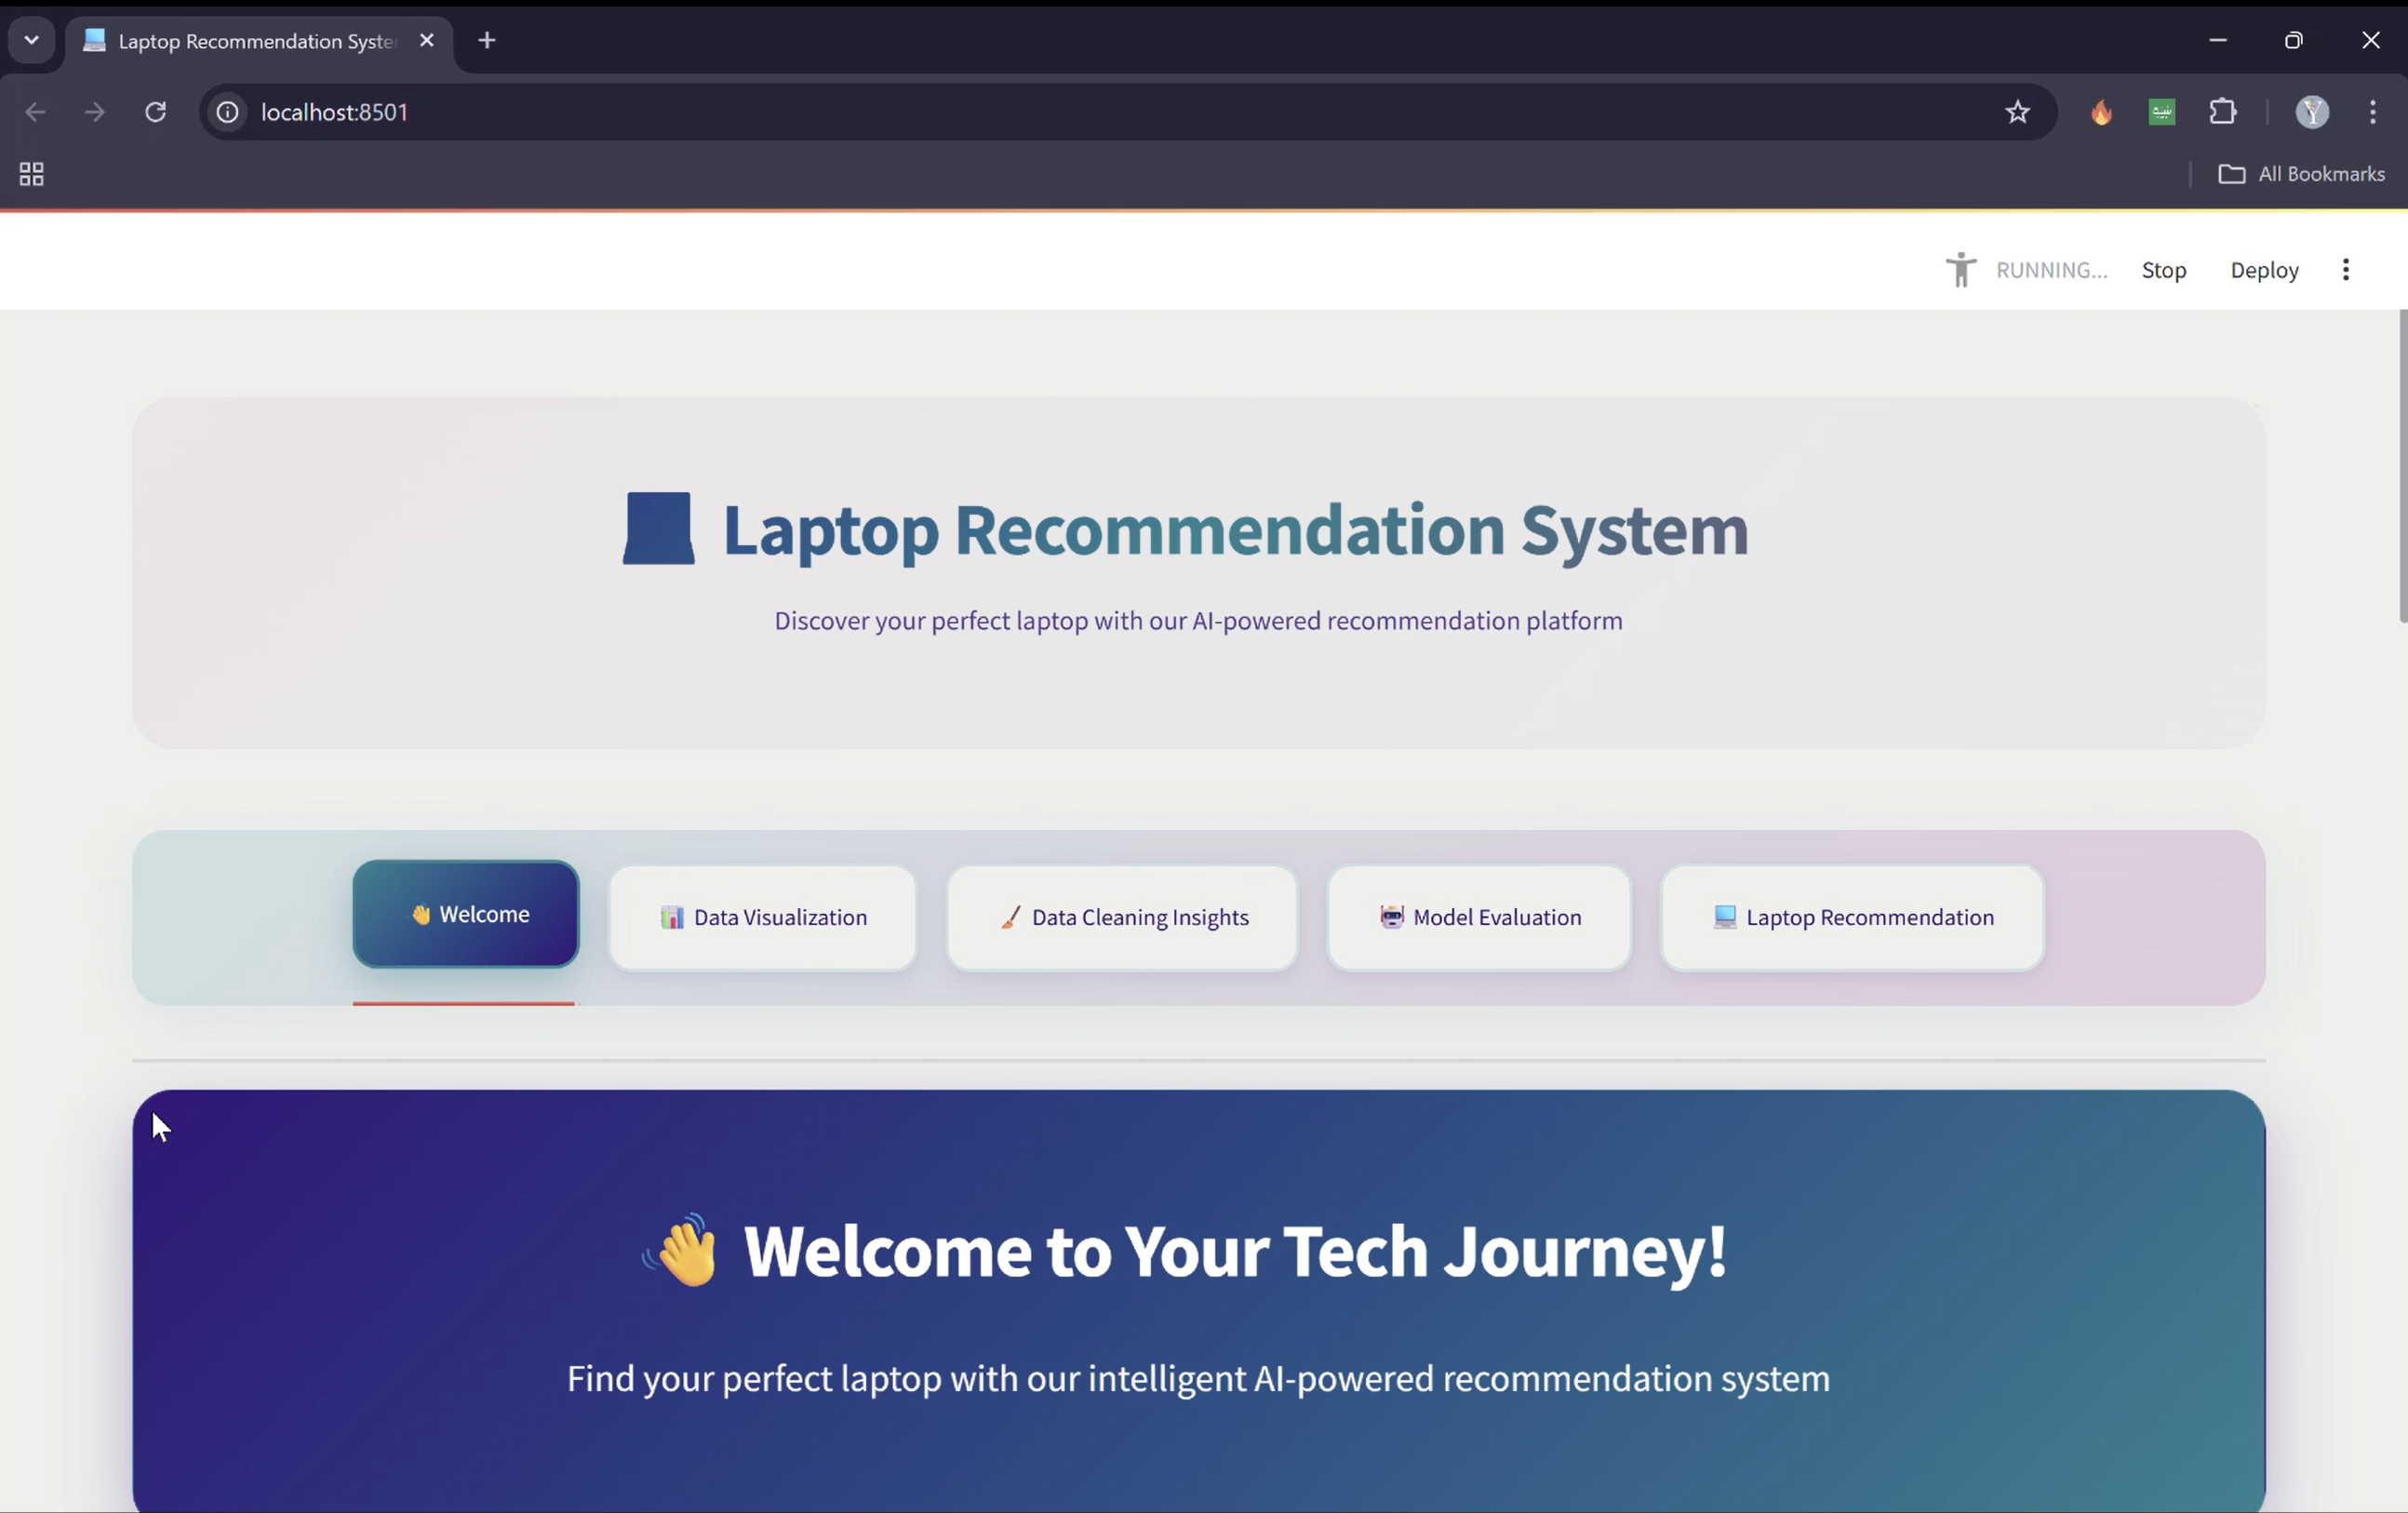 Laptop Recommendation Syste
localhost:8501
All Bookmarks
RUNNING...
Stop
Deploy
Laptop Recommendation System
Discover your perfect laptop with our AI-powered recommendation platform
Welcome
Data Visualization
Data Cleaning Insights
Model Evaluation
Laptop Recommendation
Welcome to Your Tech Journey!
Find your perfect laptop with our intelligent AI-powered recommendation system